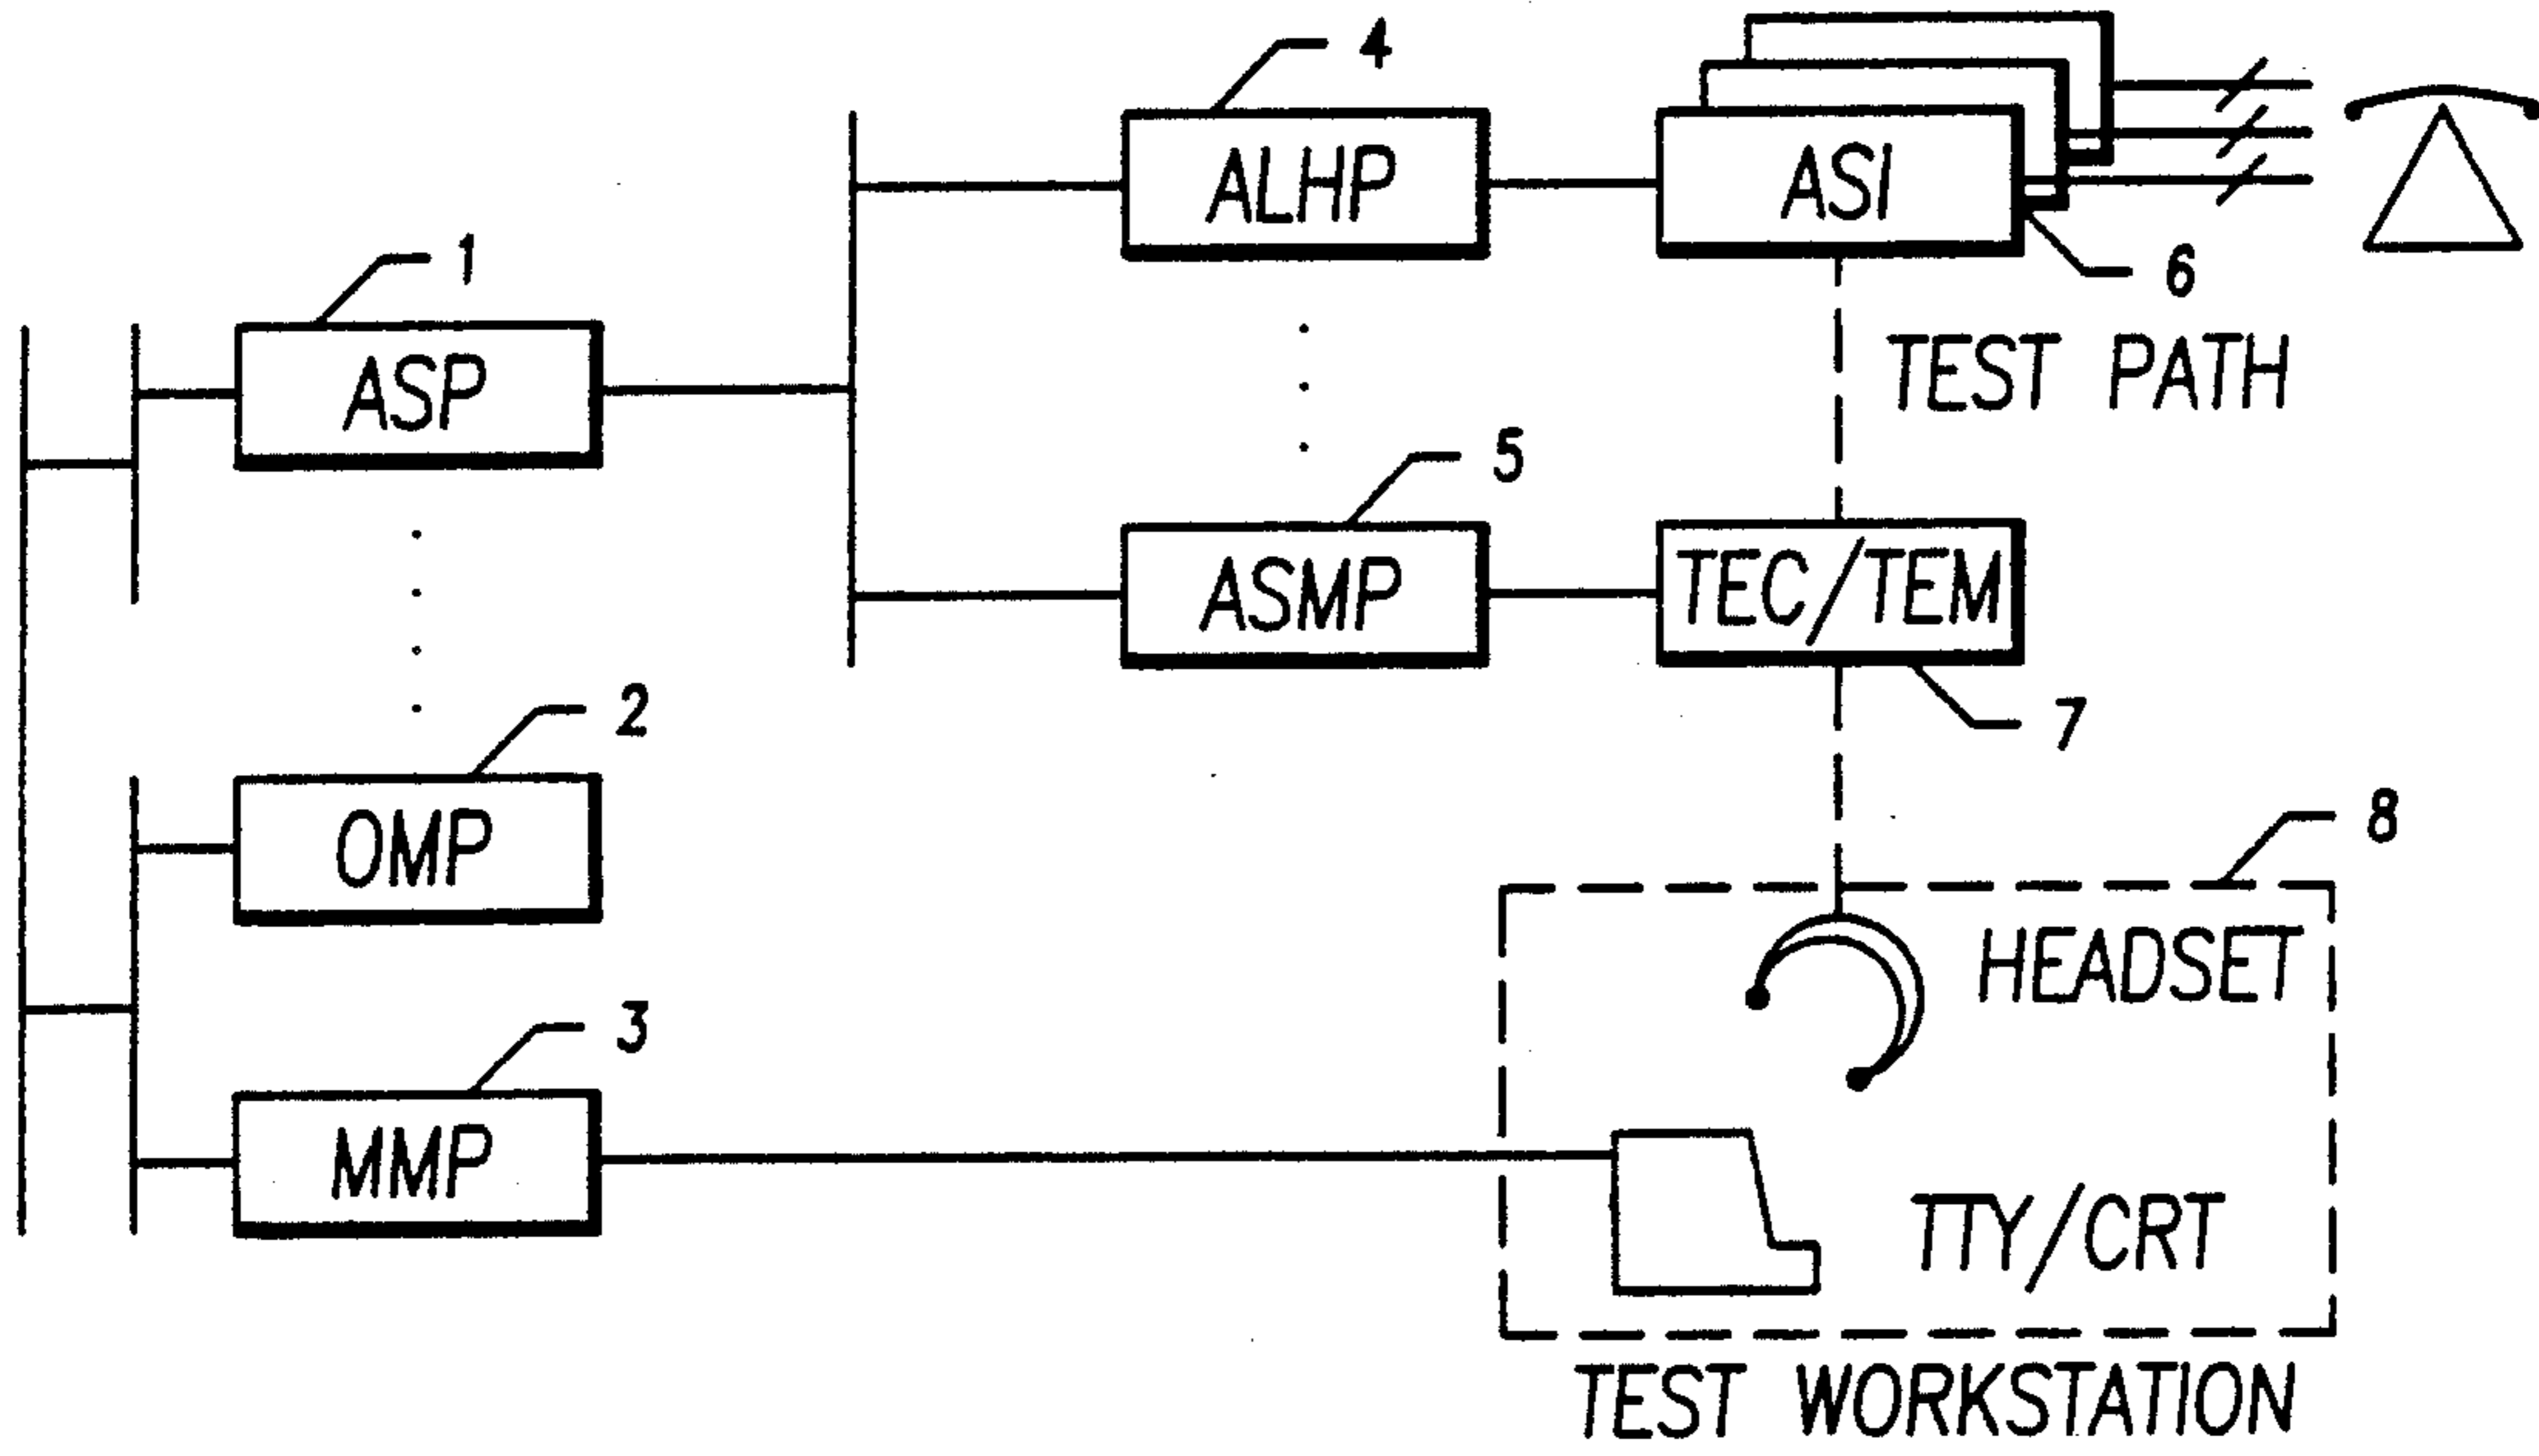 4
ALHP
ASI
6
1
ASP
TEST PATH
5
ASMP
TEC/TEM
7
2
OMP
8
HEADSET
3
MMP
TTY/CRT
TEST WORKSTATION